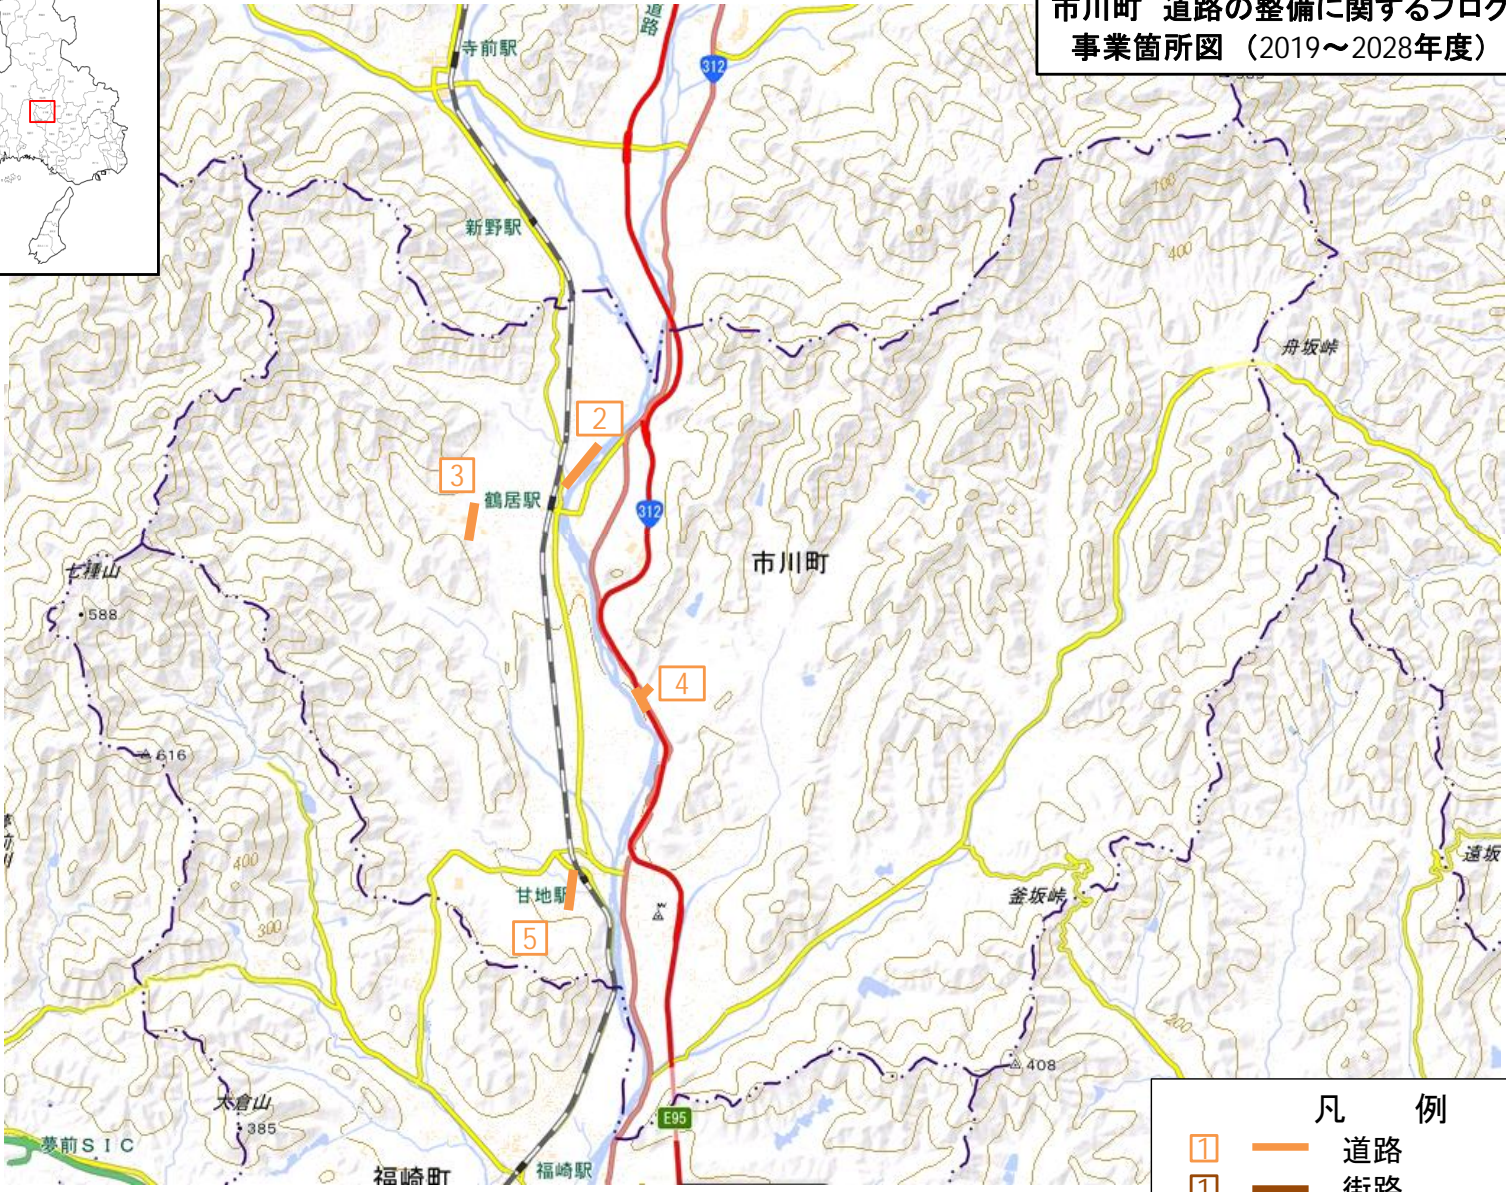 市川町 道路の整備に関するプログ
事業箇所図 （2019～2028年度）
道路
寺前駅
312
新野駅
700
400
舟坂峠
2
3
鶴居駅
312
市川町
七種山
588
4
616
400
遠坂
甘地駅
釜坂峠
300
5
200
408
大倉山
385
E95
夢前ＳＩＣ
福崎町
福崎駅
凡 例
1 道路
1 街路